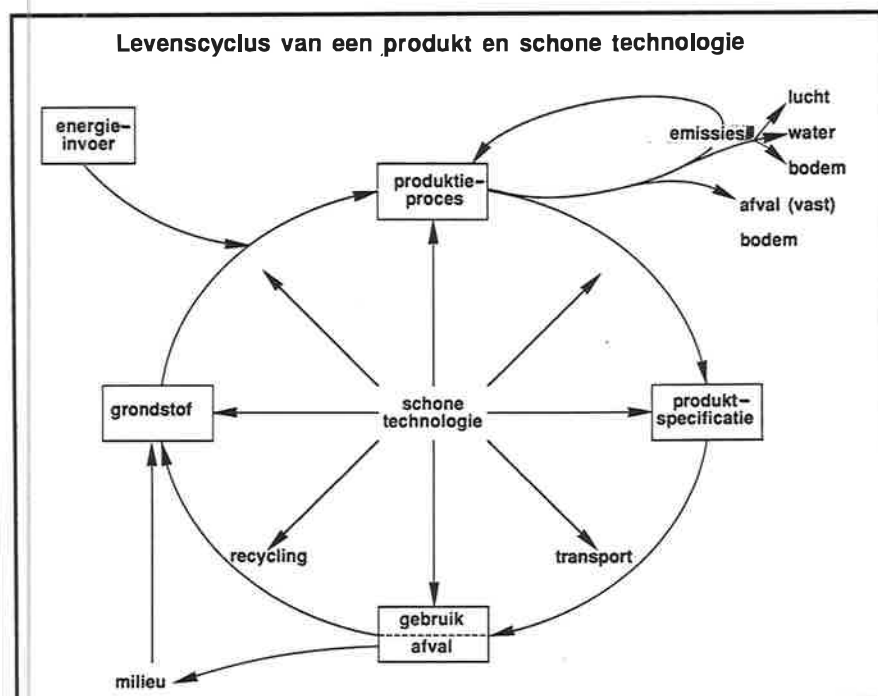 Levenscyclus van een produkt en schone technologie
energie-
invoer
lucht
emissies
water
bodem
produktie-
proces
afval (vast)
bodem
grondstof
schone
technologie
produkt-
specificatie
recycling
transport
gebruik
afval
milieu